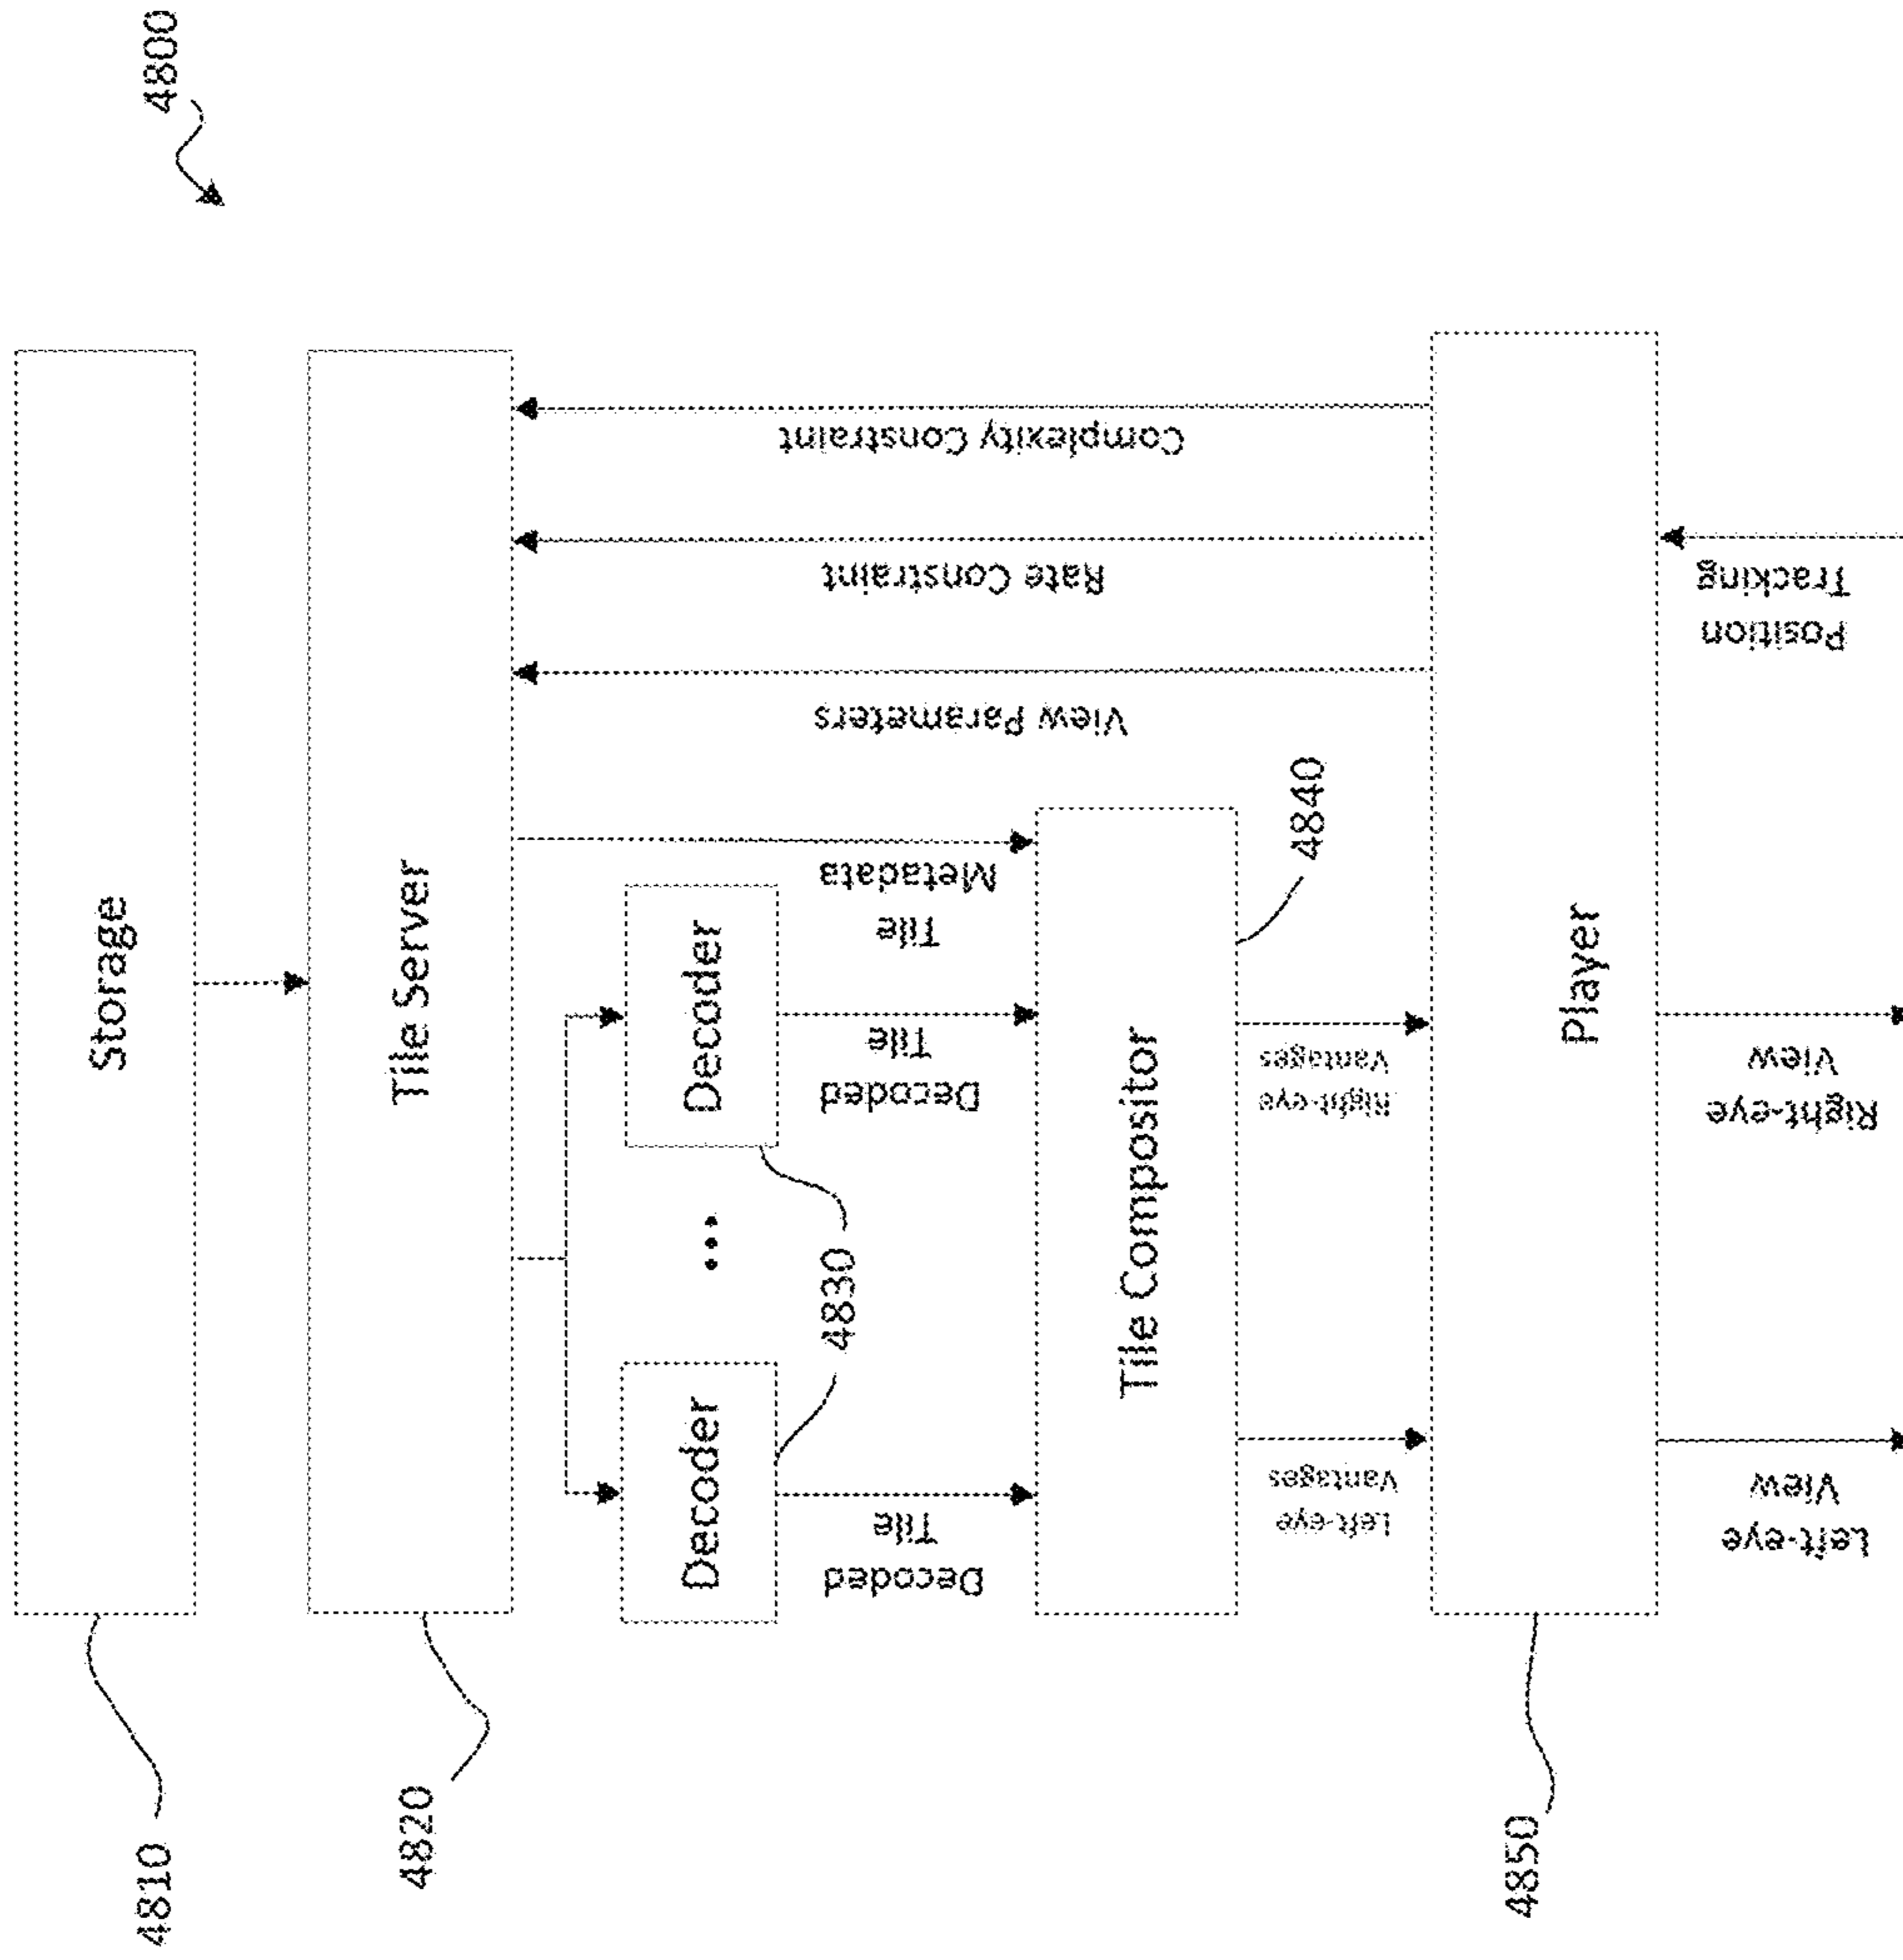 4800
4810
Storage
4820
Tile Server
Complexity Constraint
Rate Constraint
View Parameters
Tile
Metadata
Decoder
Decoder
...
4830
Decoded
Tile
Decoded
Tile
Tile Compositor
4840
Left-eye
Vantages
Right-eye
Vantages
4850
Player
Left-eye
View
Right-eye
View
Position
Tracking